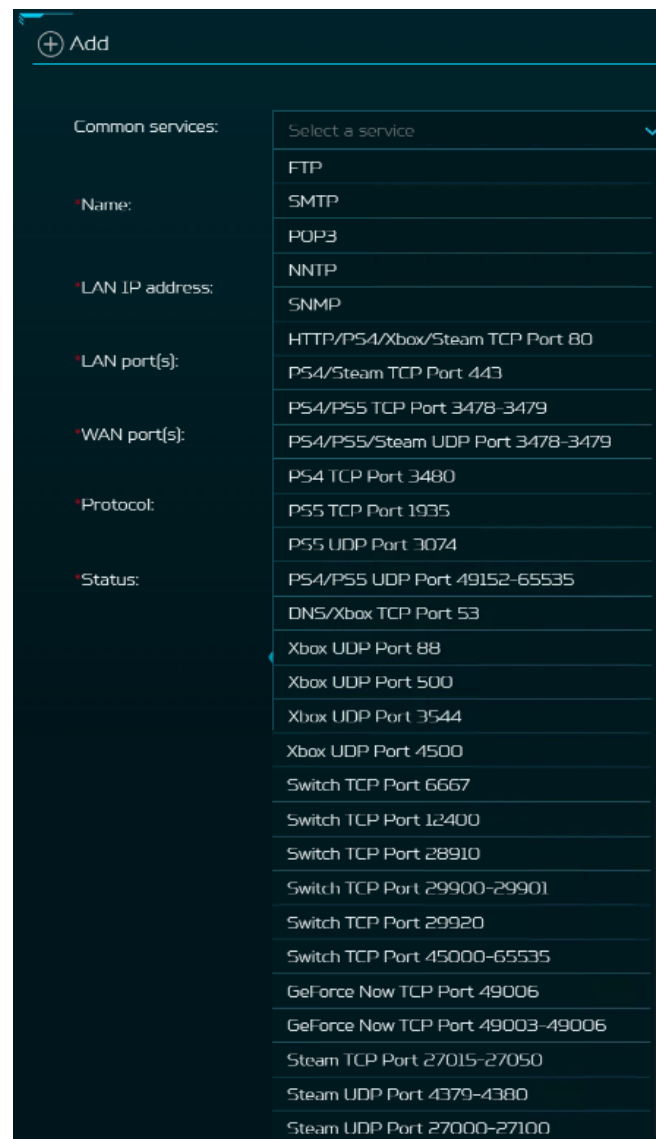 Add
Common services:
Select a service
FTP
SMTP
*Name:
POP3
NNTP
*LAN IP address:
SNMP
HTTP/PS4/Xbox/Steam TCP Port 80
*LAN port(s):
PS4/Steam TCP Port 443
PS4/PS5 TCP Port 3478-3479
*WAN port(s):
PS4/PS5/Steam UDP Port 3478-3479
PS4 TCP Port 3480
*Protocol:
PS5 TCP Port 1935
PS5 UDP Port 3074
*Status:
PS4/PS5 UDP Port 49152-65535
DNS/Xbox TCP Port 53
Xbox UDP Port 88
Xbox UDP Port 500
Xbox UDP Port 3544
Xbox UDP Port 4500
Switch TCP Port 6667
Switch TCP Port 12400
Switch TCP Port 28910
Switch TCP Port 29900-29901
Switch TCP Port 29920
Switch TCP Port 45000-65535
GeForce Now TCP Port 49006
GeForce Now TCP Port 49003-49006
Steam TCP Port 27015-27050
Steam UDP Port 4379-4380
Steam UDP Port 27000-27100